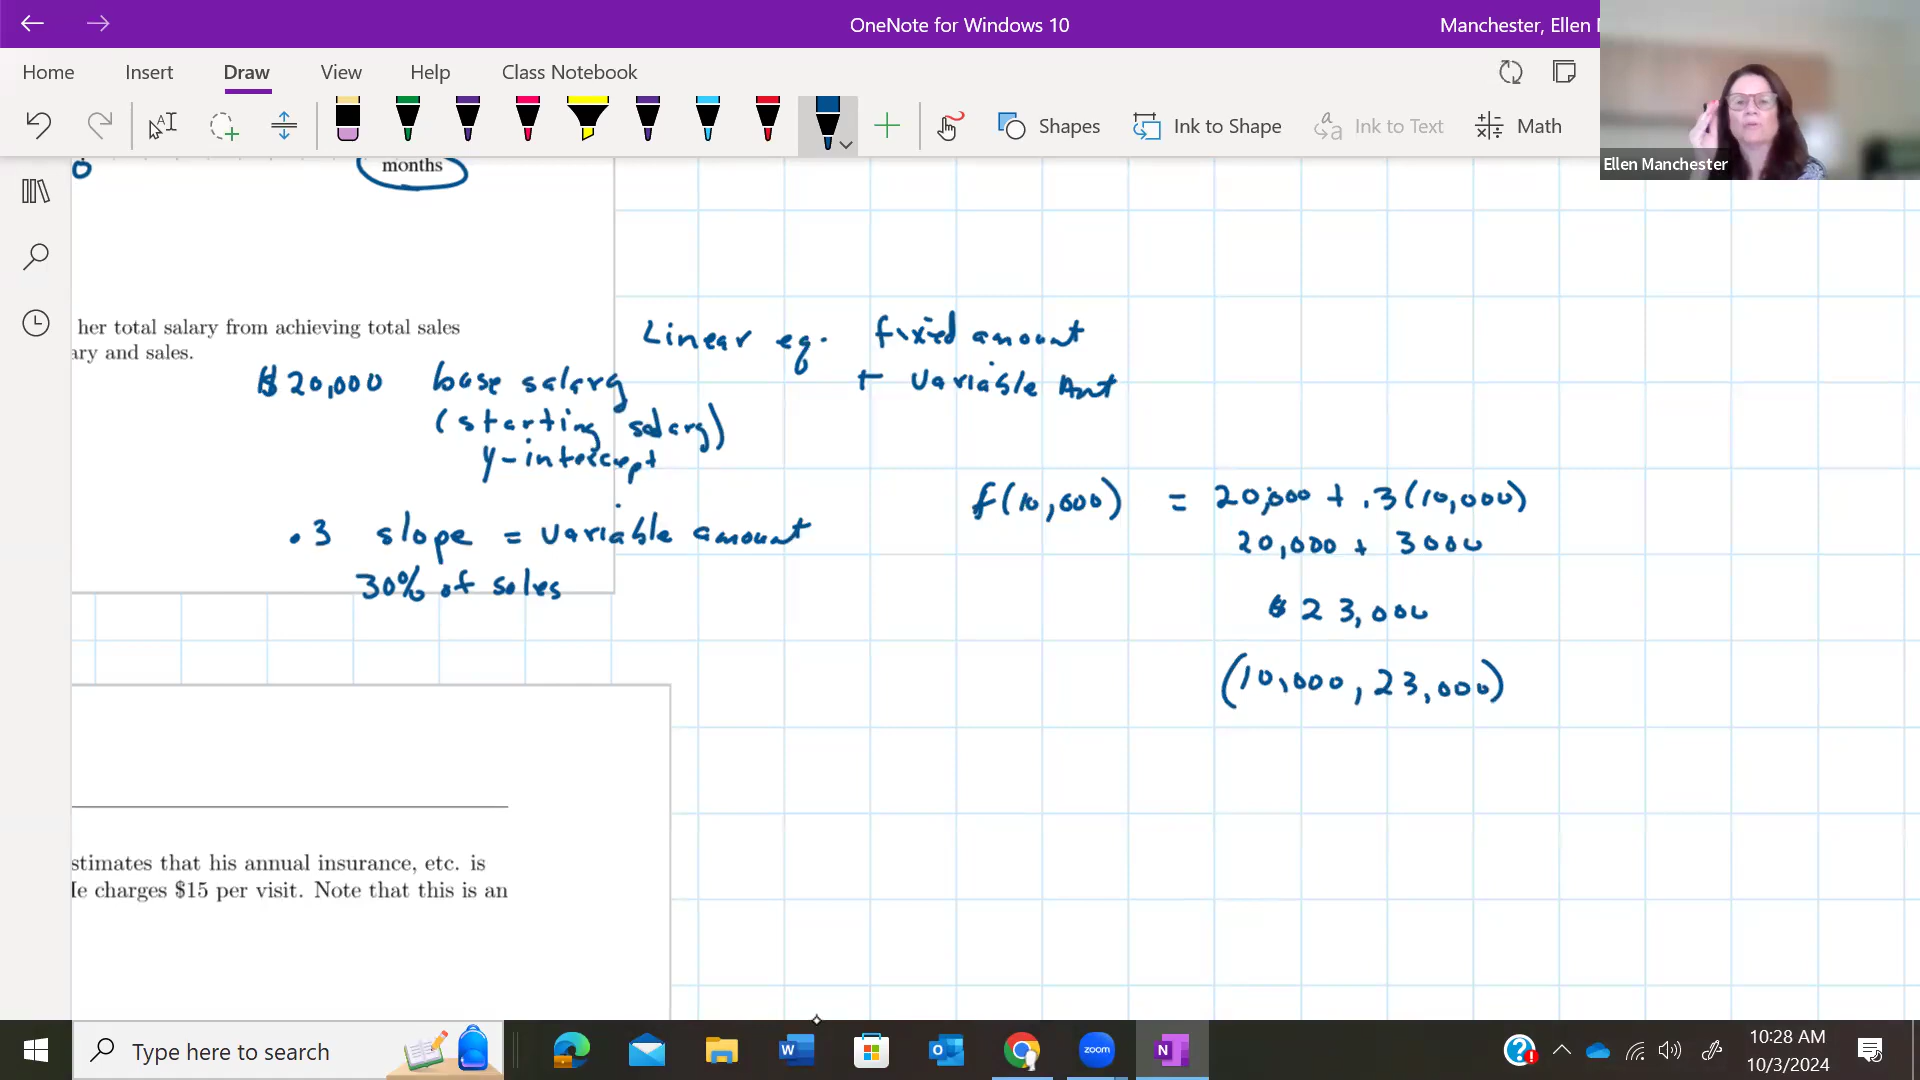 OneNote for Windows 10
Manchester, Ellen
Home Insert Draw View Help Class Notebook
Shapes Ink to Shape Ink to Text Math
Ellen Manchester
months
her total salary from achieving total sales
ary and sales.
Linear eq. fixed amount
+ variable Amt
$20,000 base salary
(starting salary)
y-intercept
f(10,000) = 20,000 + .3(10,000)
20,000 + 3000
.3 slope = variable amount
30% of sales
$23,000
(10,000, 23,000)
stimates that his annual insurance, etc. is
He charges $15 per visit. Note that this is an
Type here to search
zoom
10:28 AM
10/3/2024